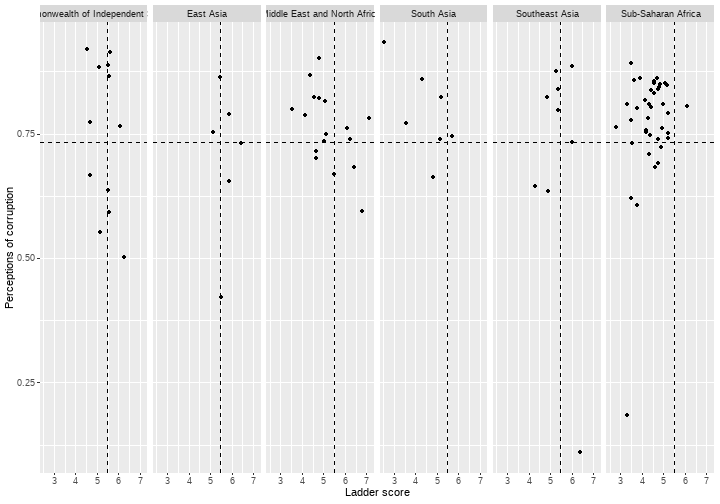 monwealth of Independent
East Asia
Middle East and North Afric
South Asia
Southeast Asia
Sub-Saharan Africa
Perceptions of corruption
0.75
0.50
0.25
3 4 5 6 7 3 4 5 6 7 3 4 5 6 7 3 4 5 6 7 3 4 5 6 7 3 4 5 6 7
Ladder score